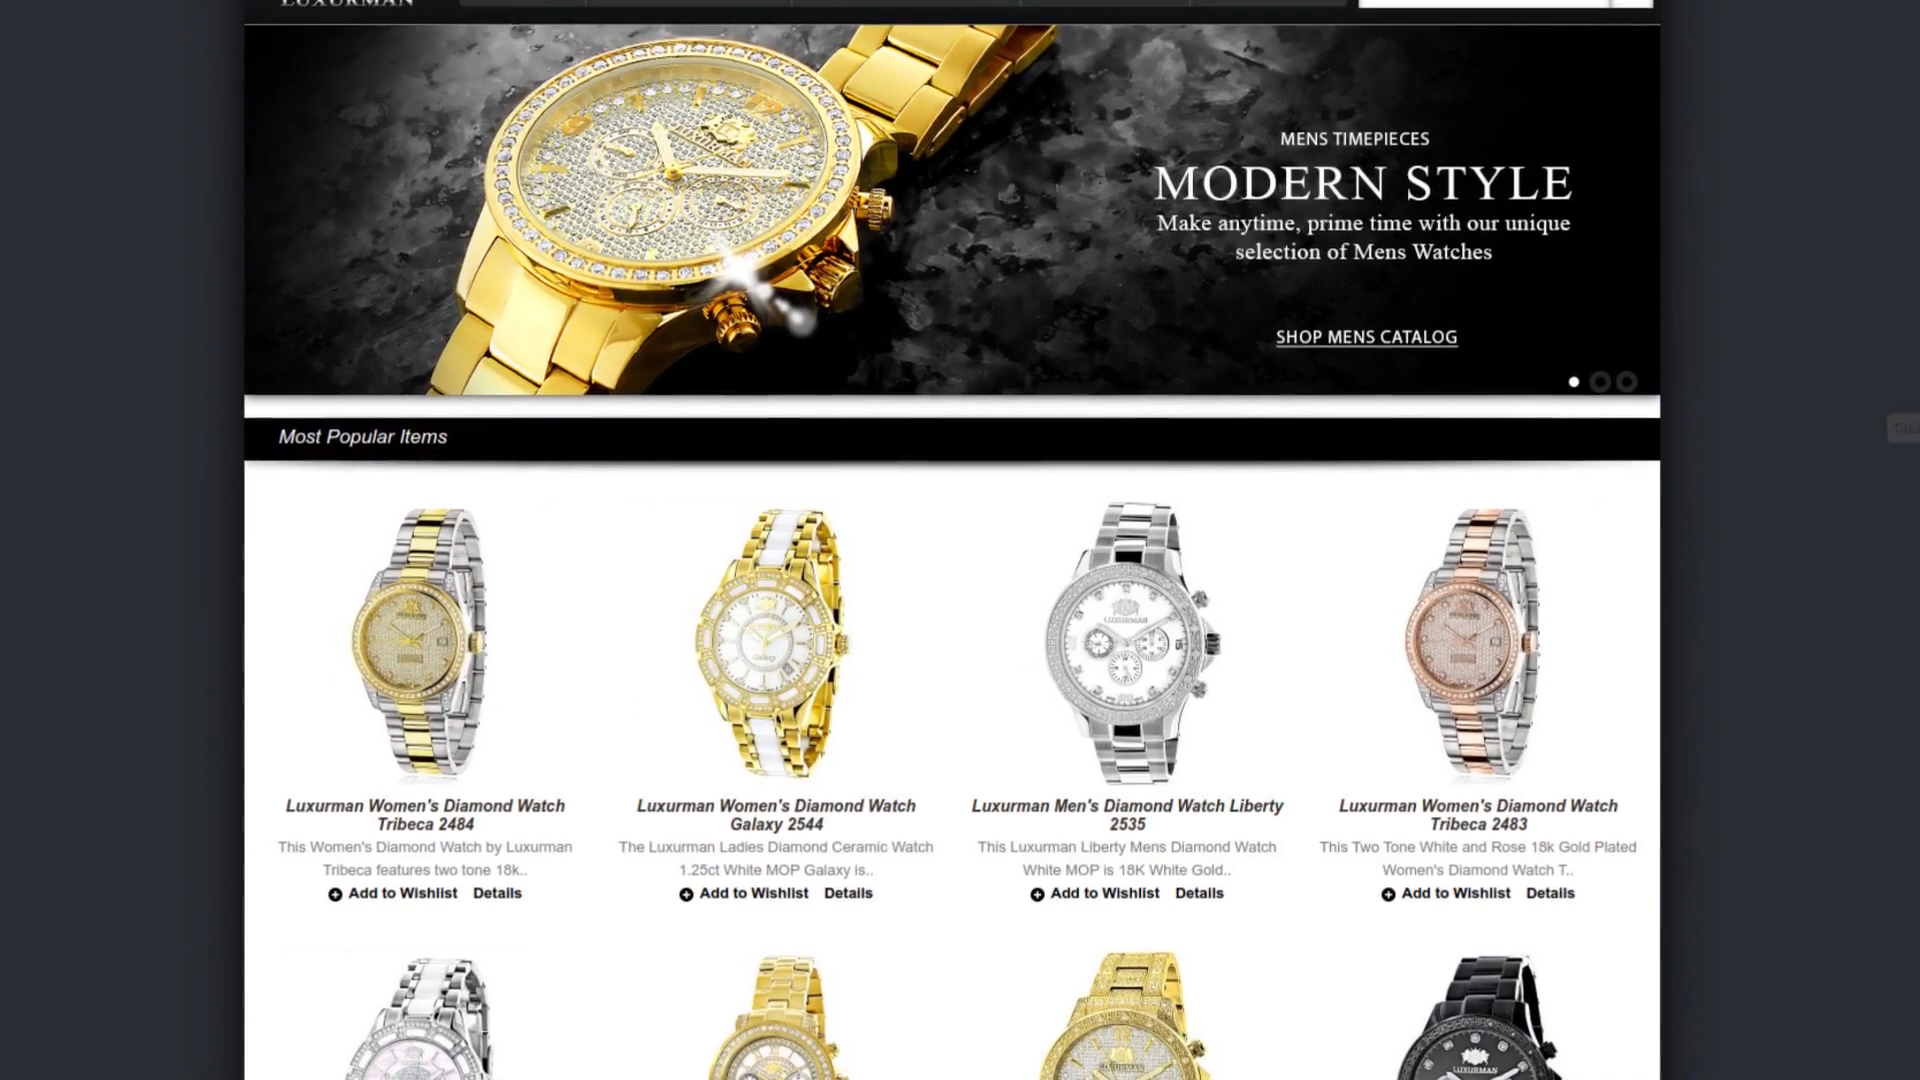 LUXURMAN
MENS TIMEPIECES
MODERN STYLE
Make anytime, prime time with our unique
selection of Mens Watches
SHOP MENS CATALOG
Most Popular Items
Luxurman Women's Diamond Watch
Tribeca 2484
This Women's Diamond Watch by Luxurman
Tribeca features two tone 18k..
Add to Wishlist Details
Luxurman Women's Diamond Watch
Galaxy 2544
The Luxurman Ladies Diamond Ceramic Watch
1.25ct White MOP Galaxy is..
Add to Wishlist Details
LUXURMAN
Luxurman Men's Diamond Watch Liberty
2535
This Luxurman Liberty Mens Diamond Watch
White MOP is 18K White Gold..
Add to Wishlist Details
Luxurman Women's Diamond Watch
Tribeca 2483
This Two Tone White and Rose 18k Gold Plated
Women's Diamond Watch T..
Add to Wishlist Details
LUXURMAN